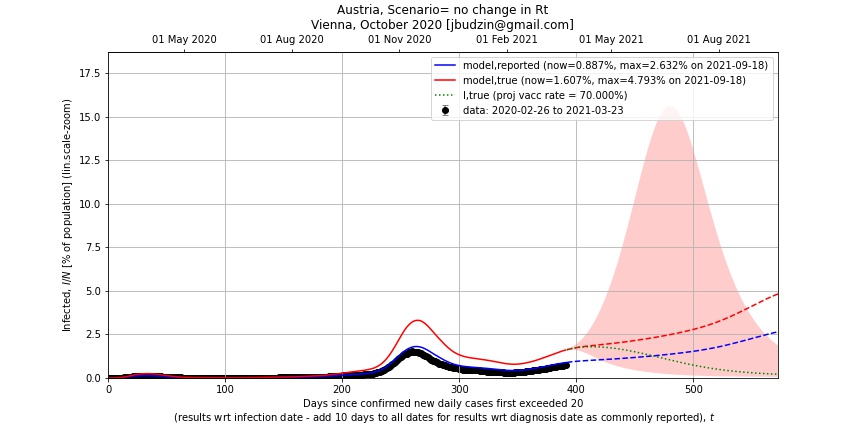 Austria, Scenario= no change in Rt
Vienna, October 2020 [jbudzin@gmail.com]
01 May 2020 01 Aug 2020 01 Nov 2020 01 Feb 2021 01 May 2021 01 Aug 2021
model,reported (now=0.887%, max=2.632% on 2021-09-18)
model,true (now=1.607%, max=4.793% on 2021-09-18)
I,true (proj vacc rate = 70.000%)
data: 2020-02-26 to 2021-03-23
Infected, I/N [% of population] (lin.scale-zoom)
17.5
15.0
12.5
10.0
7.5
5.0
2.5
0.0
0 100 200 300 400 500
Days since confirmed new daily cases first exceeded 20
(results wrt infection date - add 10 days to all dates for results wrt diagnosis date as commonly reported), t